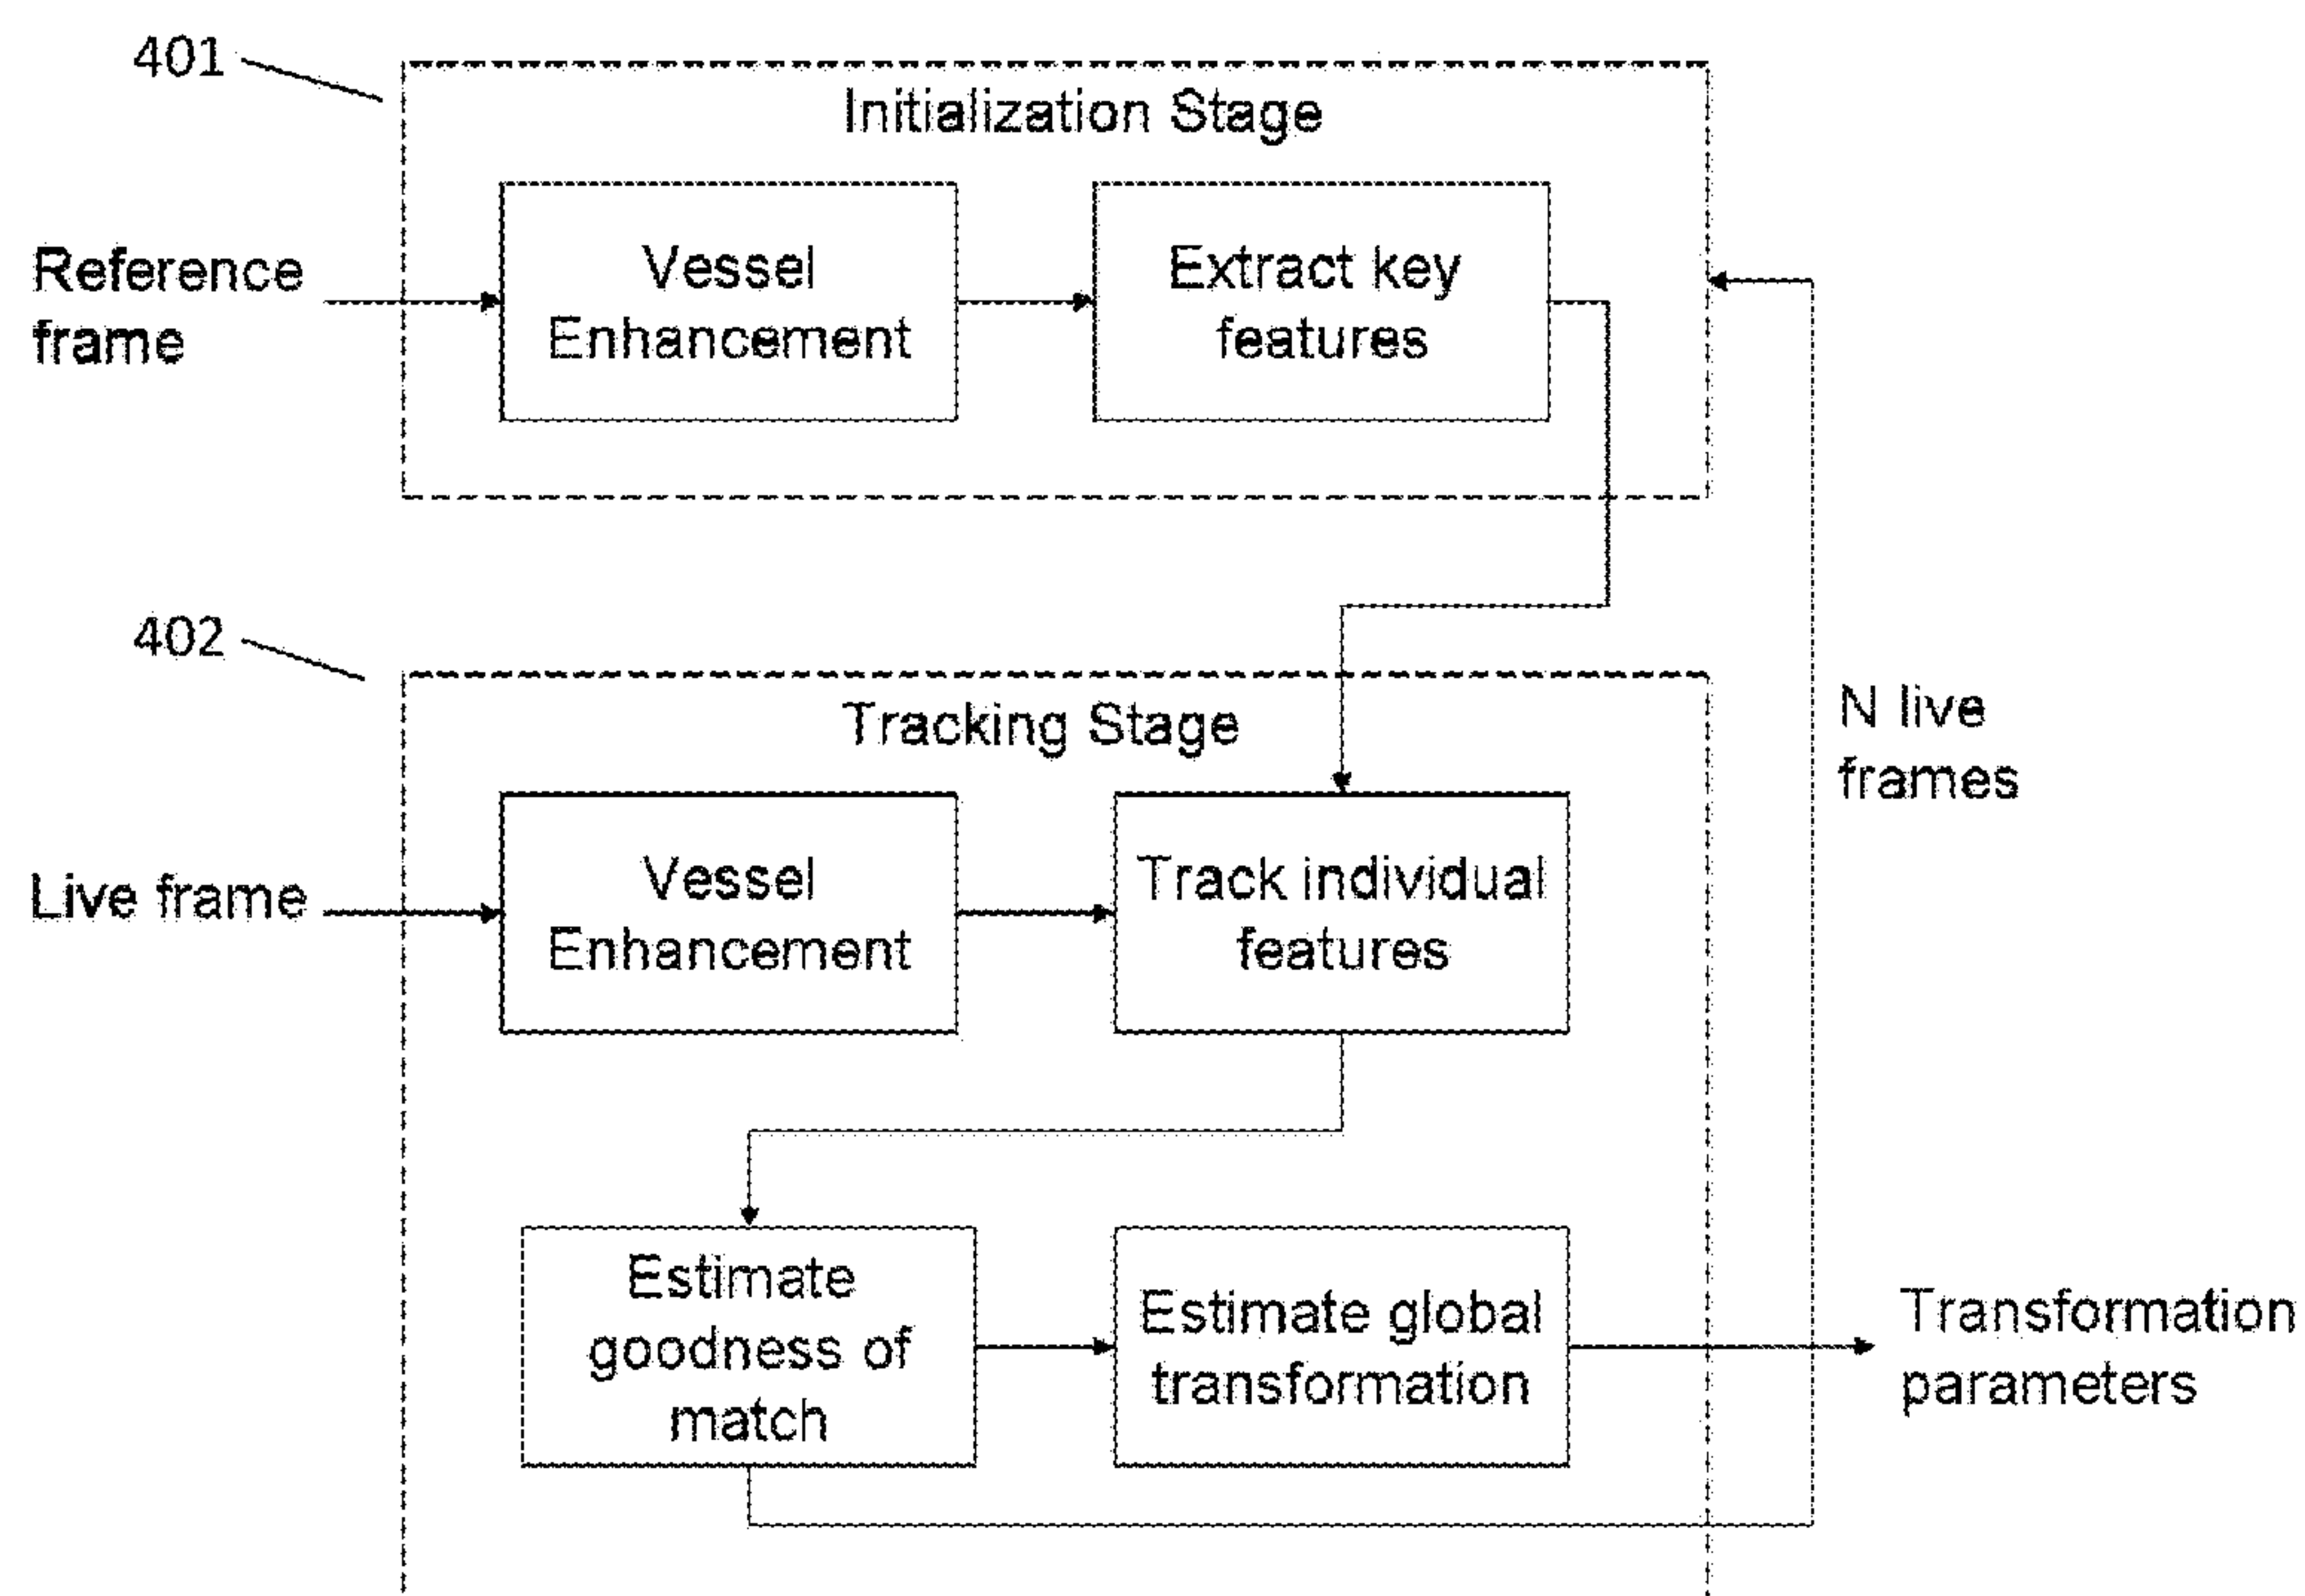 401
Initialization Stage
Reference
frame
Vessel
Enhancement
Extract key
features
402
Tracking Stage
N live
frames
Live frame
Vessel
Enhancement
Track individual
features
Estimate
goodness of
match
Estimate global
transformation
Transformation
parameters